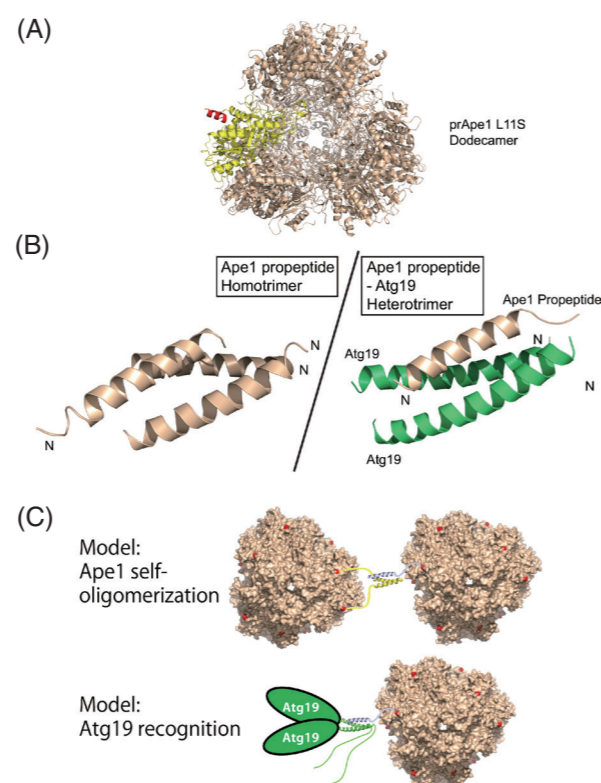 (A)
prApe1 L11S
Dodecamer
(B)
Ape1 propeptide
Homotrimer
Ape1 propeptide
- Atg19
Heterotrimer
Ape1 Propeptide
N
N
N
Atg19
N
N
N
Atg19
(C)
Model:
Ape1 self-
oligomerization
Model:
Atg19 recognition
Atg19
Atg19